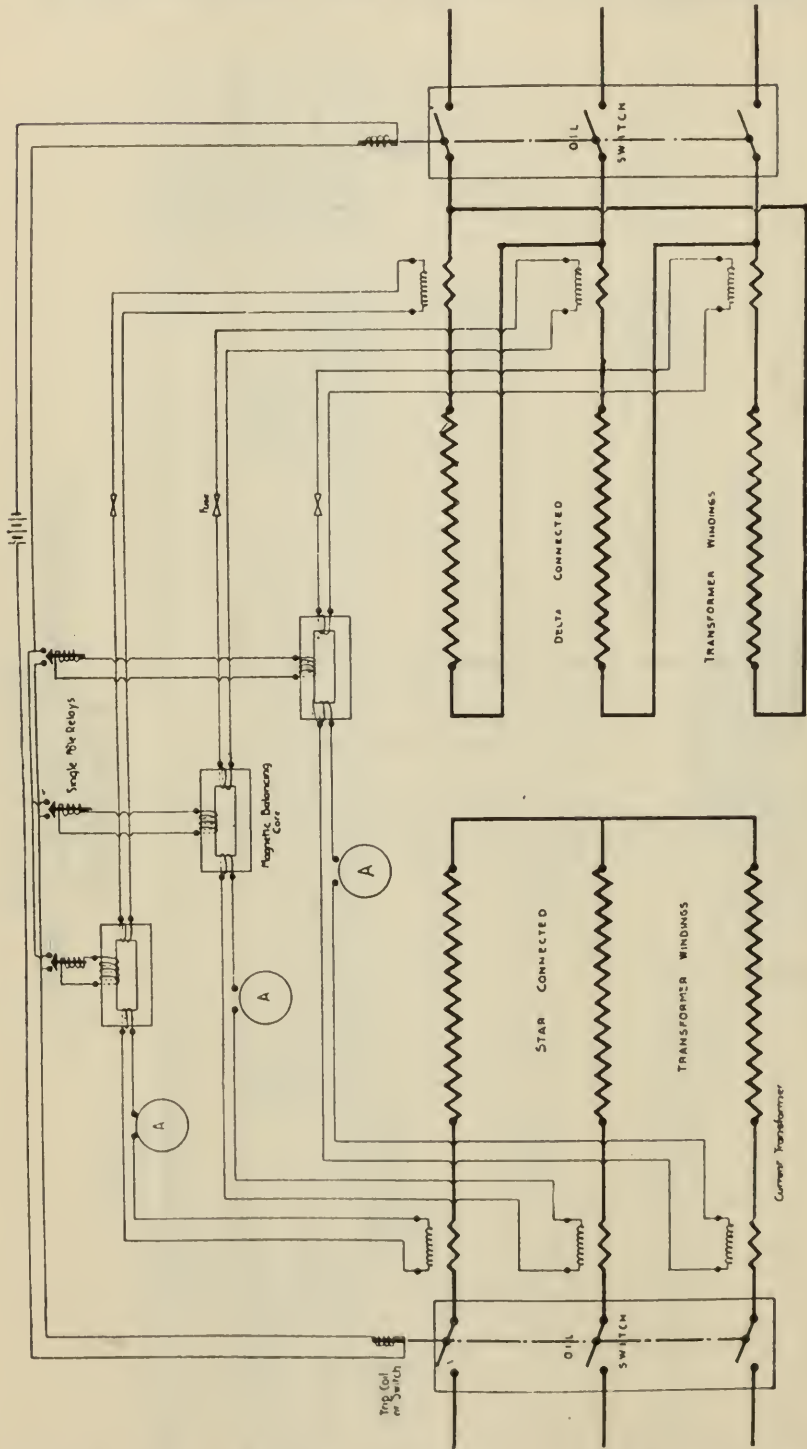 OIL
SWITCH
Fuse
DELTA CONNECTED
TRANSFORMER WINDINGS
Single Pole Relays
Magnetic Balancing
Core
A
A
A
STAR CONNECTED
TRANSFORMER WINDINGS
Current Transformer
Trip Coil
of Switch
OIL
SWITCH